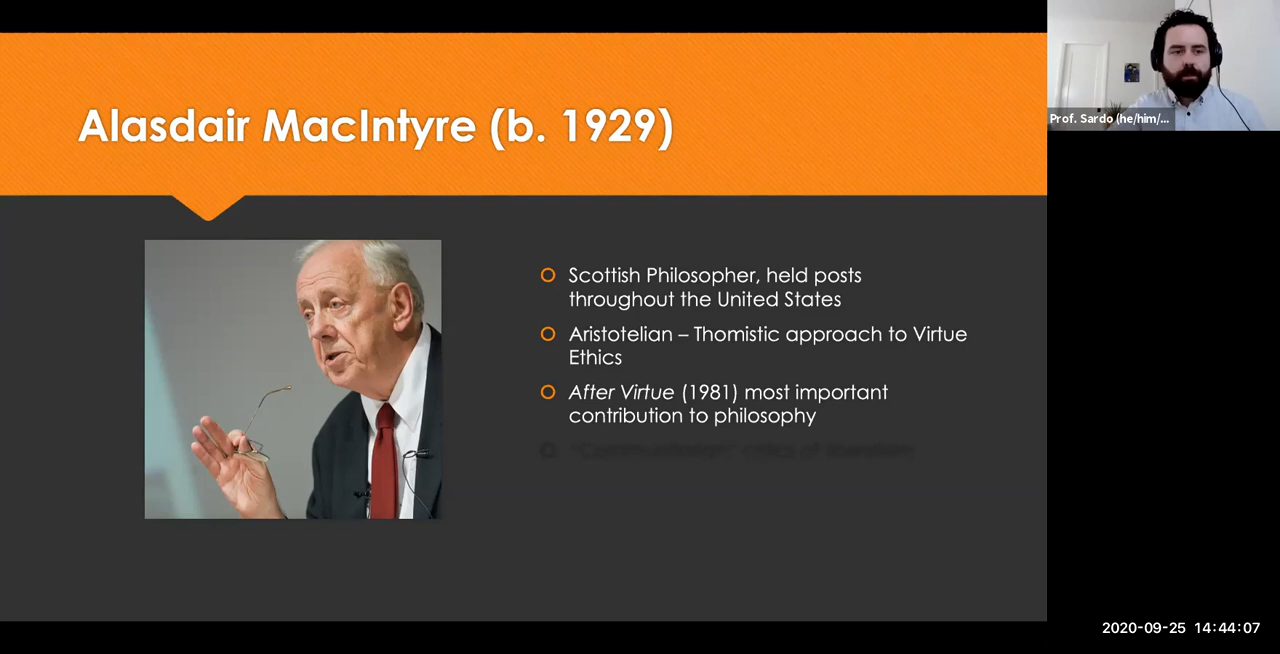 Alasdair MacIntyre (b. 1929)
Prof. Sardo (he/him/...
Scottish Philosopher, held posts
throughout the United States
Aristotelian – Thomistic approach to Virtue
Ethics
After Virtue (1981) most important
contribution to philosophy
2020-09-25 14:44:07